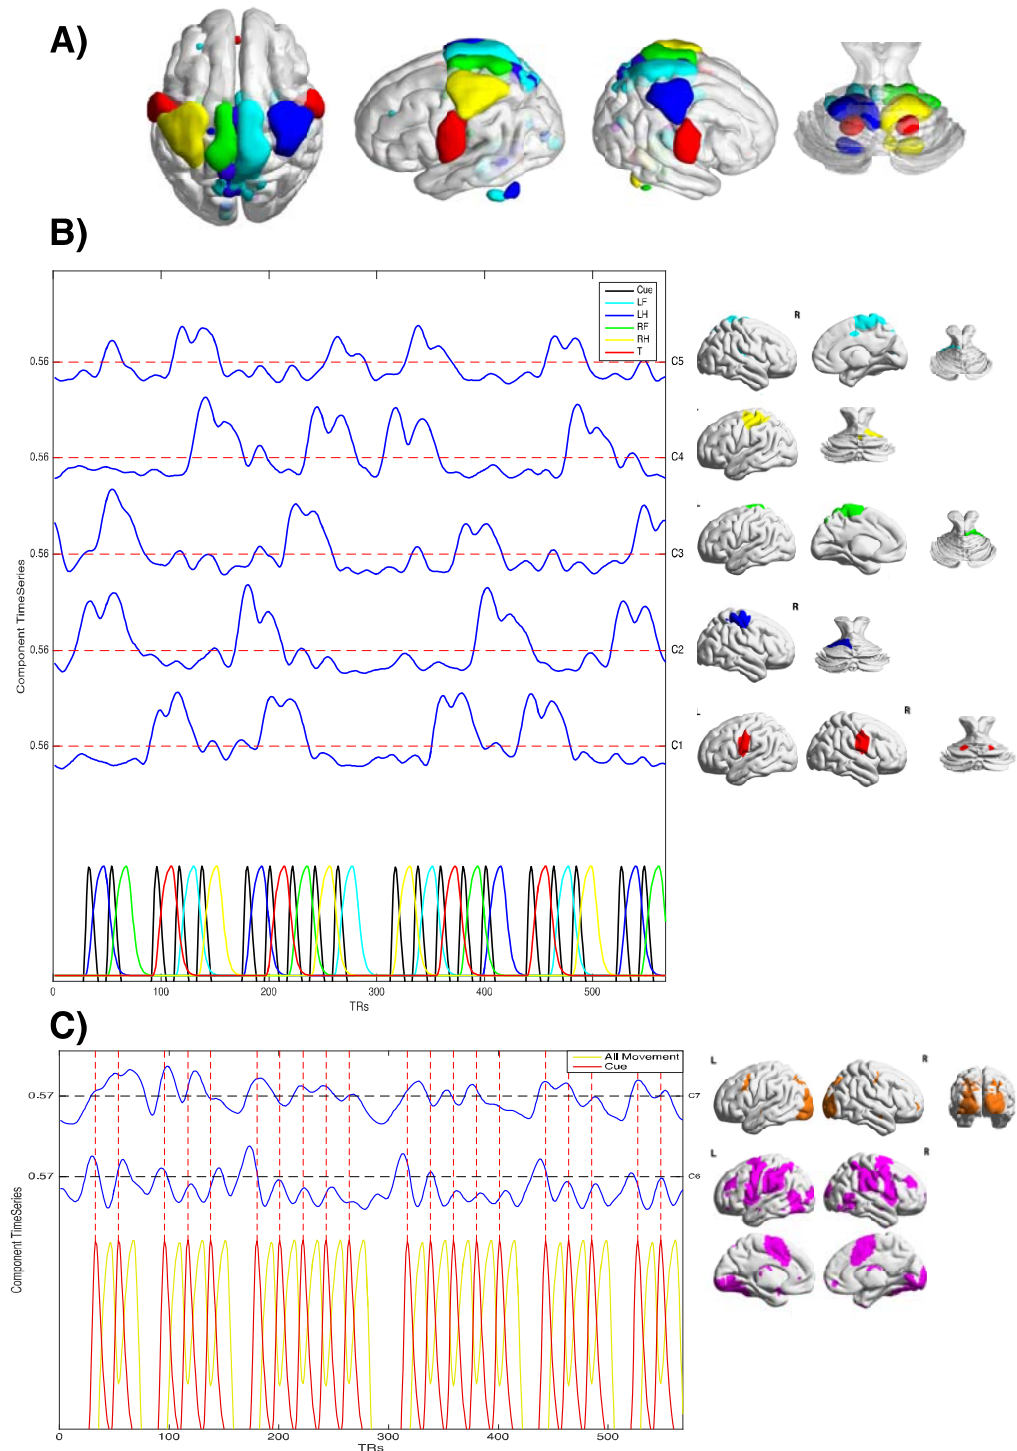 A)
B)
Component TimeSeries
0.56
0.56
0.56
0.56
0.56
Cue
LF
LH
RF
RH
T
C5
C4
C3
C2
C1
0 100 200 300 400 500
TRs
R
R
L R
C)
Component TimeSeries
0.57
0.57
All Movement
Cue
C7
C6
0 100 200 300 400 500
TRs
L R
L R